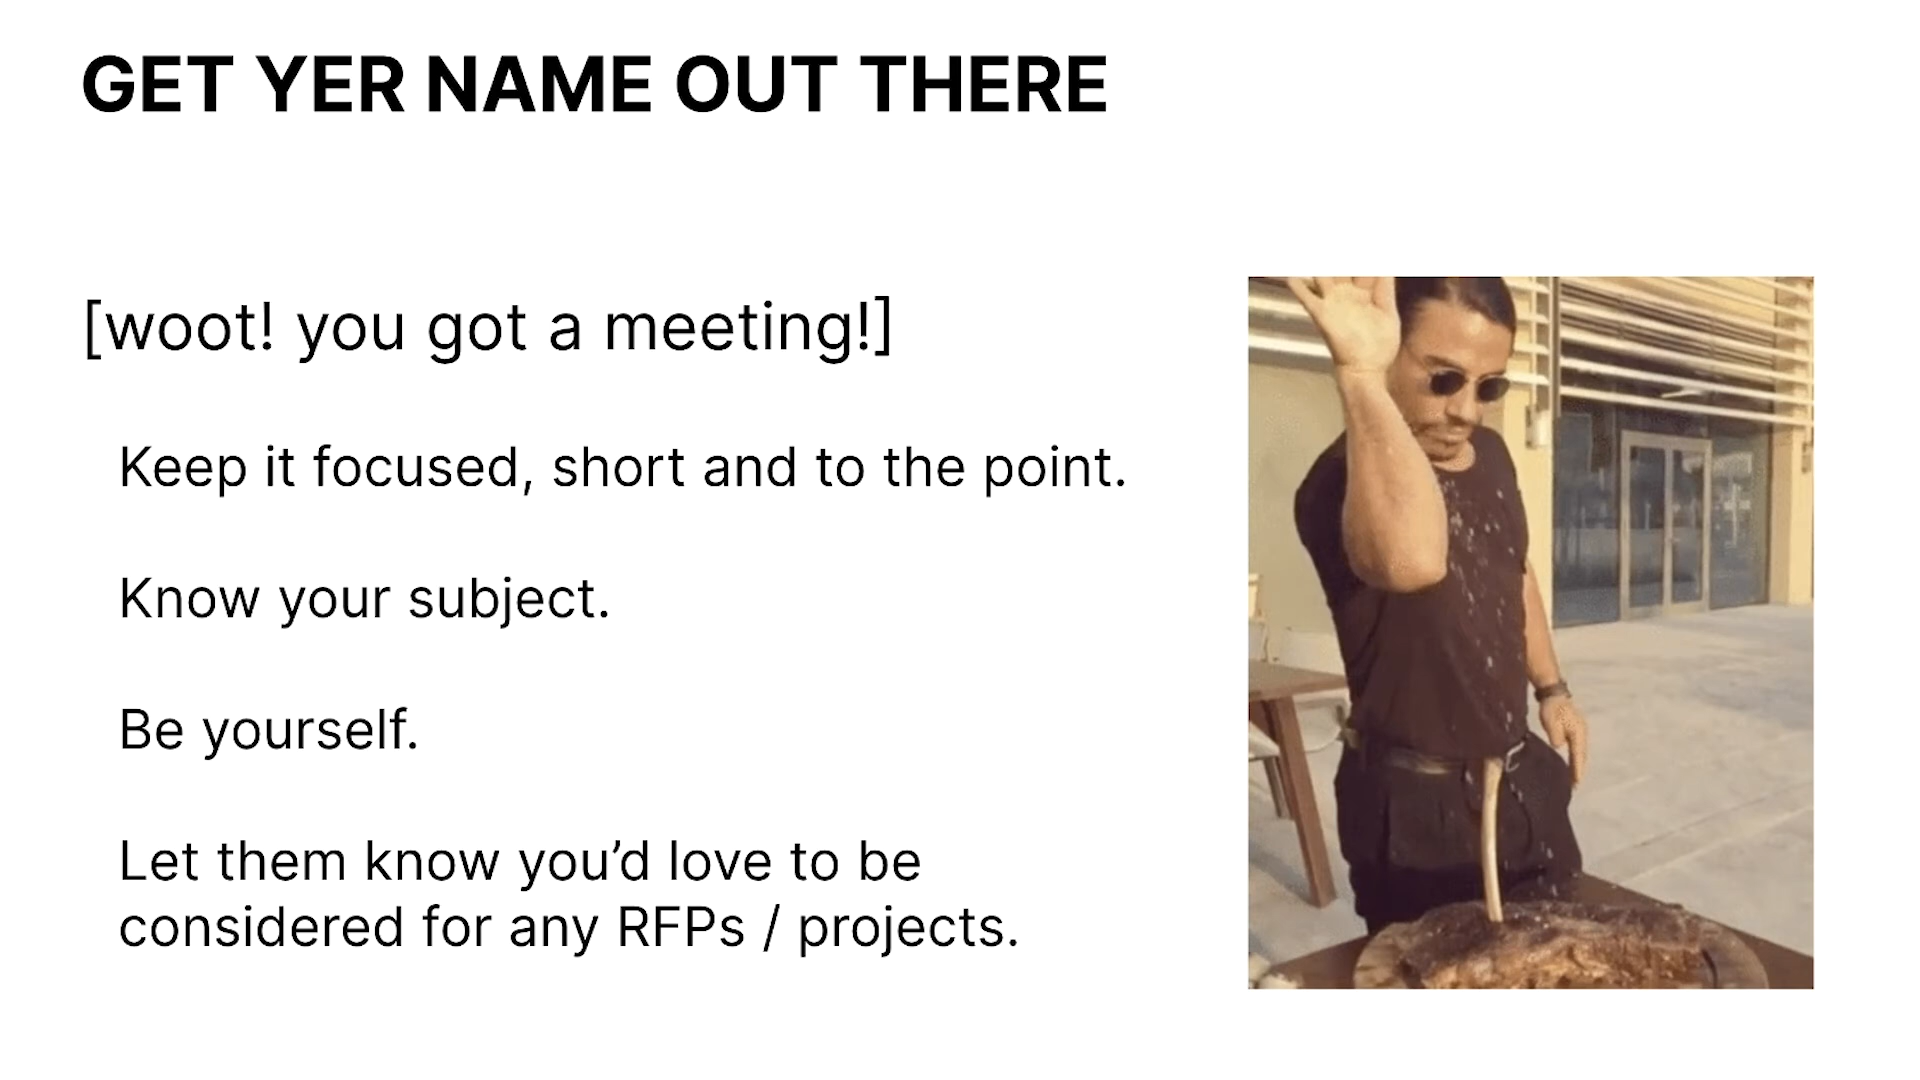 GET YER NAME OUT THERE
[woot! you got a meeting!]
Keep it focused, short and to the point.
Know your subject.
Be yourself.
Let them know you’d love to be
considered for any RFPs / projects.